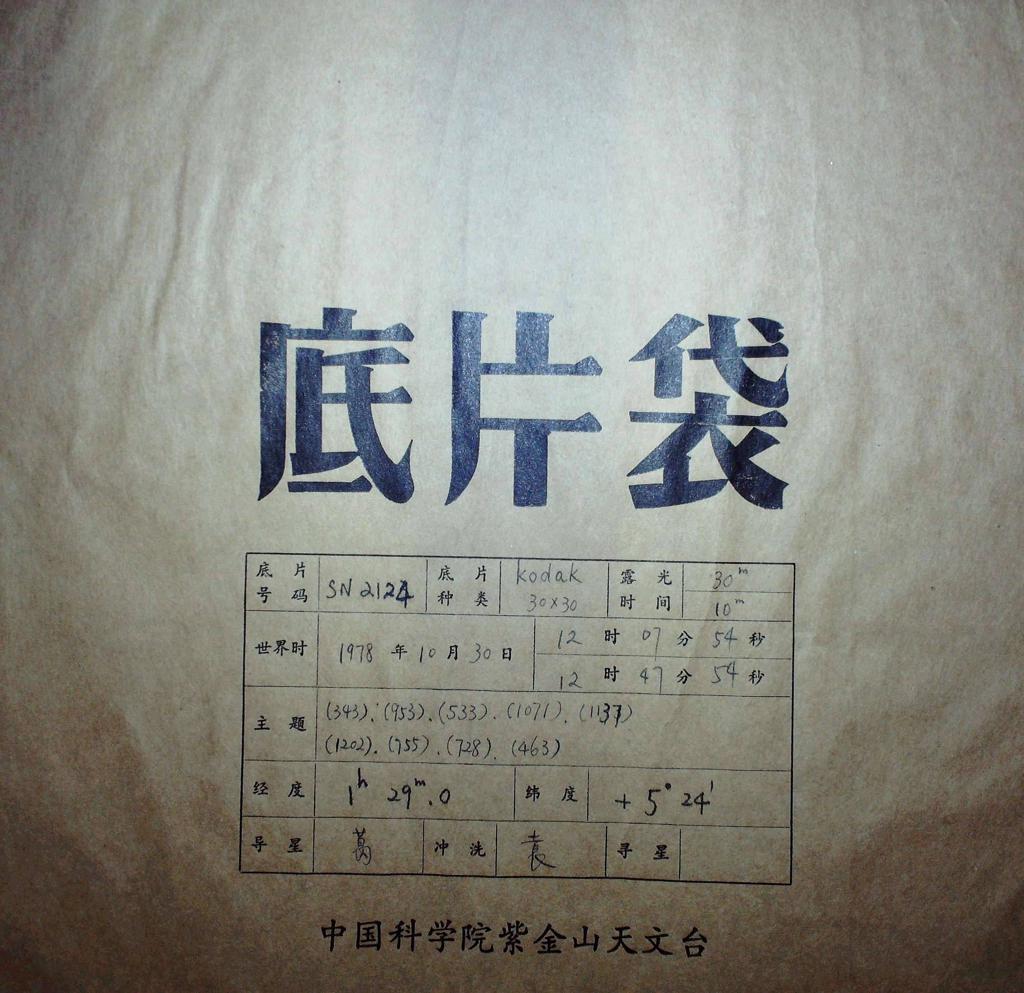 底片袋
底片号码 SN 2124 底片种类 kodak 30×30 露光时间 30ᵐ 10ᵐ
世界时 1978 年 10 月 30 日 12 时 07 分 54 秒
12 时 47 分 54 秒
主题 (343). (953). (533). (1071). (1137)
(1202). (755). (728). (463)
经度 1ʰ 29ᵐ.0 纬度 + 5° 24′
导星 葛 冲洗 袁 寻星
中国科学院紫金山天文台